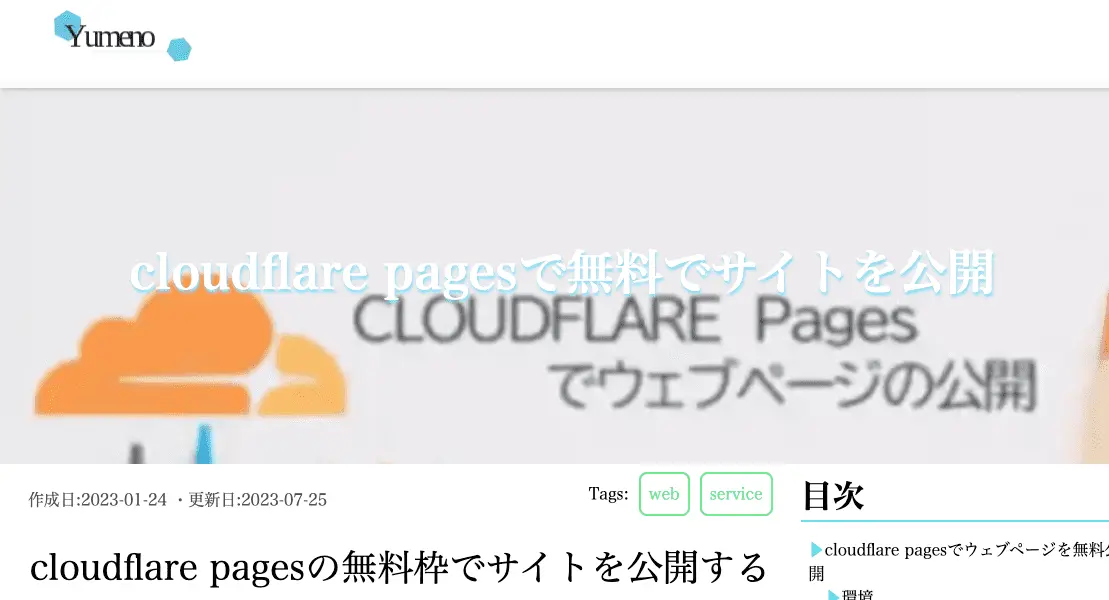 Yumeno
cloudflare pagesで無料でサイトを公開
CLOUDFLARE Pages
でウェブページの公開
作成日:2023-01-24 ・更新日:2023-07-25
Tags: web service
cloudflare pagesの無料枠でサイトを公開する
目次
cloudflare pagesでウェブページを無料公
開
環境